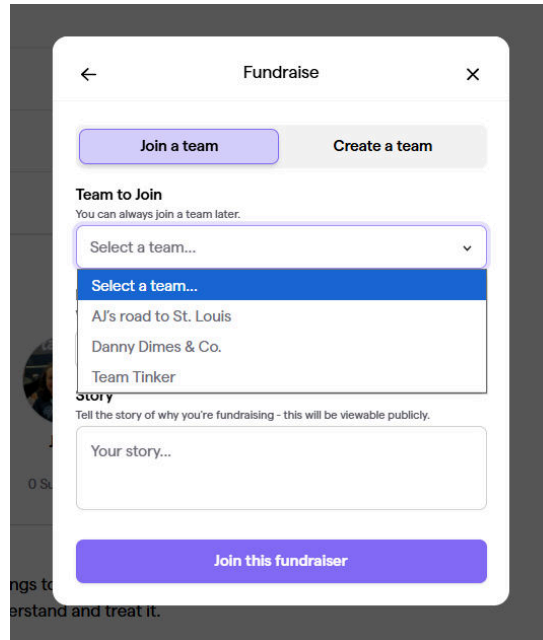 Fundraise
Join a team
Create a team
Team to Join
You can always join a team later.
Select a team...
Select a team...
AJ's road to St. Louis
Danny Dimes & Co.
Team Tinker
Story
Tell the story of why you're fundraising - this will be viewable publicly.
Your story...
0 Su
Join this fundraiser
ngs to
erstand and treat it.